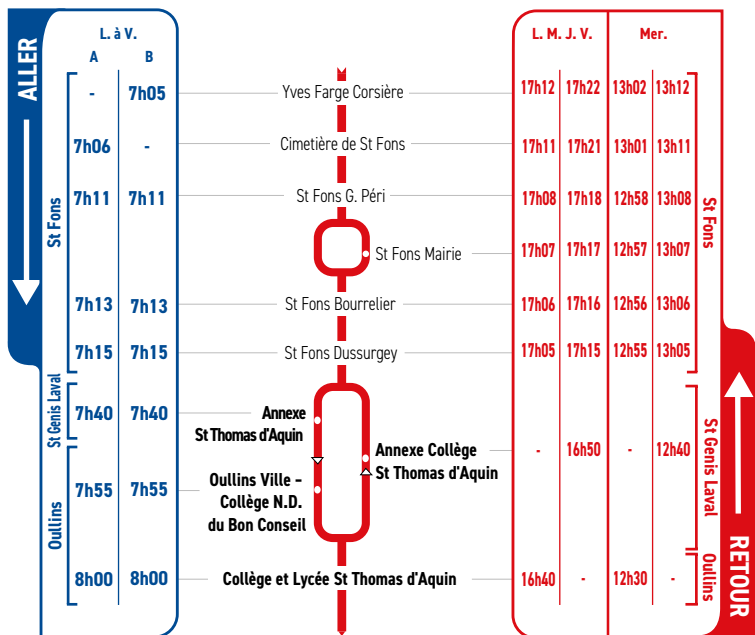 ALLER
L. à V.
A B
L. M. J. V. Mer.
- 7h05 Yves Farge Corsière 17h12 17h22 13h02 13h12
7h06 - Cimetière de St Fons 17h11 17h21 13h01 13h11
7h11 7h11 St Fons G. Péri 17h08 17h18 12h58 13h08
St Fons Mairie 17h07 17h17 12h57 13h07
7h13 7h13 St Fons Bourrelier 17h06 17h16 12h56 13h06
7h15 7h15 St Fons Dussurgey 17h05 17h15 12h55 13h05
St Fons
St Fons
7h40 7h40 Annexe
St Thomas d'Aquin
St Genis Laval
Annexe Collège - 16h50 - 12h40
St Thomas d'Aquin
St Genis Laval
7h55 7h55 Oullins Ville –
Collège N.D.
du Bon Conseil
Oullins
8h00 8h00 Collège et Lycée St Thomas d'Aquin 16h40 - 12h30 -
Oullins
RETOUR